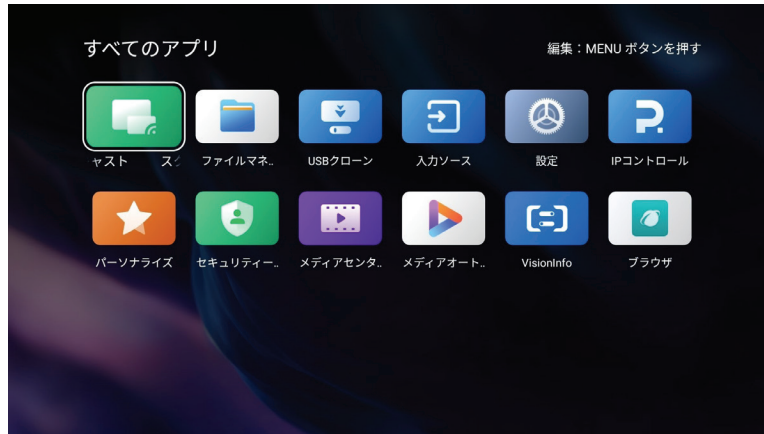 すべてのアプリ
編集：MENU ボタンを押す
ャスト スク
ファイルマネ..
USBクローン
入力ソース
設定
IPコントロール
パーソナライズ
セキュリティー..
メディアセンタ..
メディアオート..
VisionInfo
ブラウザ